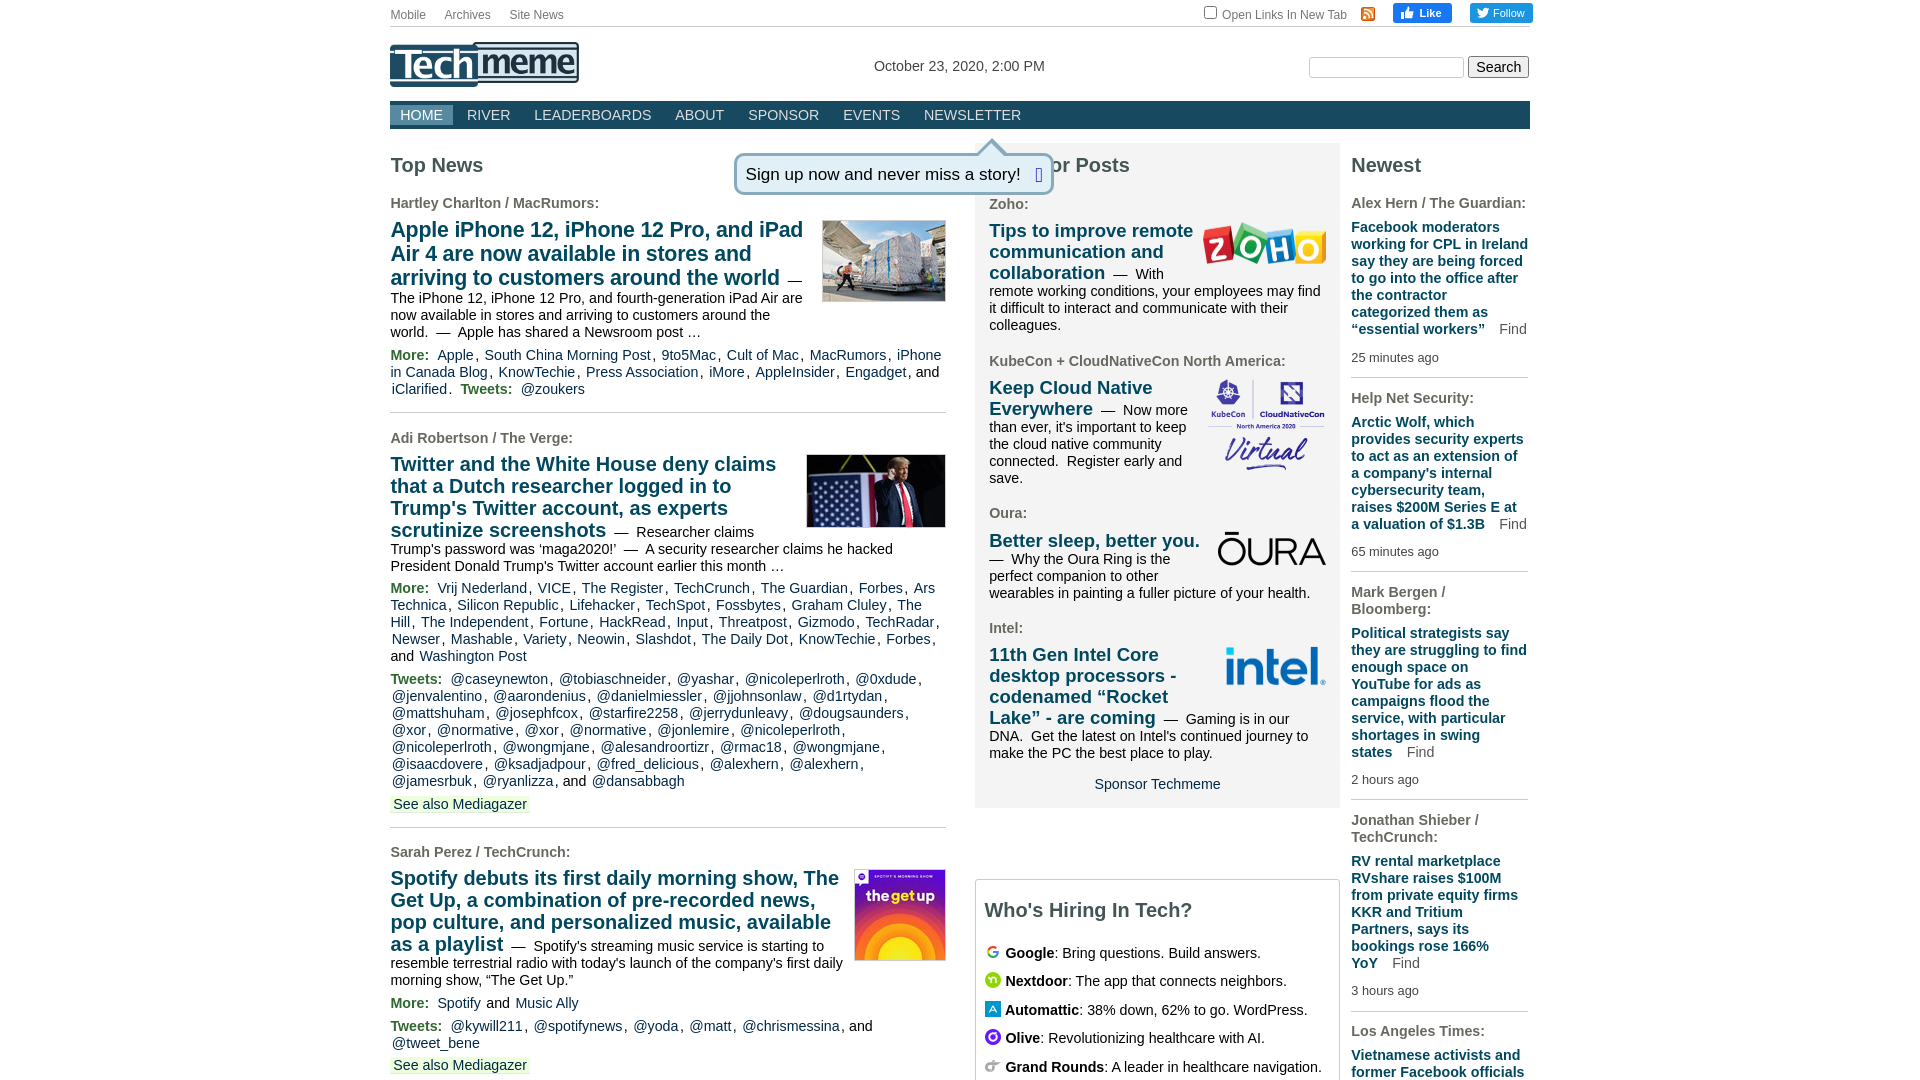 Mobile Archives Site News
Open Links In New Tab
Like
Follow
Techmeme
October 23, 2020, 2:00 PM
Search
HOME RIVER LEADERBOARDS ABOUT SPONSOR EVENTS NEWSLETTER
Sign up now and never miss a story!
Top News
Hartley Charlton / MacRumors:
Apple iPhone 12, iPhone 12 Pro, and iPad
Air 4 are now available in stores and
arriving to customers around the world —
The iPhone 12, iPhone 12 Pro, and fourth-generation iPad Air are
now available in stores and arriving to customers around the
world. — Apple has shared a Newsroom post …
More: Apple, South China Morning Post, 9to5Mac, Cult of Mac, MacRumors, iPhone
in Canada Blog, KnowTechie, Press Association, iMore, AppleInsider, Engadget, and
iClarified. Tweets: @zoukers
Adi Robertson / The Verge:
Twitter and the White House deny claims
that a Dutch researcher logged in to
Trump's Twitter account, as experts
scrutinize screenshots — Researcher claims
Trump's password was ‘maga2020!’ — A security researcher claims he hacked
President Donald Trump's Twitter account earlier this month …
More: Vrij Nederland, VICE, The Register, TechCrunch, The Guardian, Forbes, Ars
Technica, Silicon Republic, Lifehacker, TechSpot, Fossbytes, Graham Cluley, The
Hill, The Independent, Fortune, HackRead, Input, Threatpost, Gizmodo, TechRadar,
Newser, Mashable, Variety, Neowin, Slashdot, The Daily Dot, KnowTechie, Forbes,
and Washington Post
Tweets: @caseynewton, @tobiaschneider, @yashar, @nicoleperlroth, @0xdude,
@jenvalentino, @aarondenius, @danielmiessler, @jjohnsonlaw, @d1rtydan,
@mattshuham, @josephfcox, @starfire2258, @jerrydunleavy, @dougsaunders,
@xor, @normative, @xor, @normative, @jonlemire, @nicoleperlroth,
@nicoleperlroth, @wongmjane, @alesandroortizr, @rmac18, @wongmjane,
@isaacdovere, @ksadjadpour, @fred_delicious, @alexhern, @alexhern,
@jamesrbuk, @ryanlizza, and @dansabbagh
See also Mediagazer
Sarah Perez / TechCrunch:
Spotify debuts its first daily morning show, The
Get Up, a combination of pre-recorded news,
pop culture, and personalized music, available
as a playlist — Spotify's streaming music service is starting to
resemble terrestrial radio with today's launch of the company's first daily
morning show, “The Get Up.”
SPOTIFY'S MORNING SHOW
the get up
More: Spotify and Music Ally
Tweets: @kywill211, @spotifynews, @yoda, @matt, @chrismessina, and
@tweet_bene
See also Mediagazer
or Posts
Zoho:
Tips to improve remote
communication and
collaboration — With
remote working conditions, your employees may find
it difficult to interact and communicate with their
colleagues.
ZOHO
KubeCon + CloudNativeCon North America:
Keep Cloud Native
Everywhere — Now more
than ever, it's important to keep
the cloud native community
connected. Register early and
save.
KubeCon CloudNativeCon
North America 2020
Virtual
Oura:
Better sleep, better you.
— Why the Oura Ring is the
perfect companion to other
wearables in painting a fuller picture of your health.
ŌURA
Intel:
11th Gen Intel Core
desktop processors -
codenamed “Rocket
Lake” - are coming — Gaming is in our
DNA. Get the latest on Intel's continued journey to
make the PC the best place to play.
intel®
Sponsor Techmeme
Who's Hiring In Tech?
Google: Bring questions. Build answers.
Nextdoor: The app that connects neighbors.
Automattic: 38% down, 62% to go. WordPress.
Olive: Revolutionizing healthcare with AI.
Grand Rounds: A leader in healthcare navigation.
Newest
Alex Hern / The Guardian:
Facebook moderators
working for CPL in Ireland
say they are being forced
to go into the office after
the contractor
categorized them as
“essential workers” Find
25 minutes ago
Help Net Security:
Arctic Wolf, which
provides security experts
to act as an extension of
a company's internal
cybersecurity team,
raises $200M Series E at
a valuation of $1.3B Find
65 minutes ago
Mark Bergen /
Bloomberg:
Political strategists say
they are struggling to find
enough space on
YouTube for ads as
campaigns flood the
service, with particular
shortages in swing
states Find
2 hours ago
Jonathan Shieber /
TechCrunch:
RV rental marketplace
RVshare raises $100M
from private equity firms
KKR and Tritium
Partners, says its
bookings rose 166%
YoY Find
3 hours ago
Los Angeles Times:
Vietnamese activists and
former Facebook officials